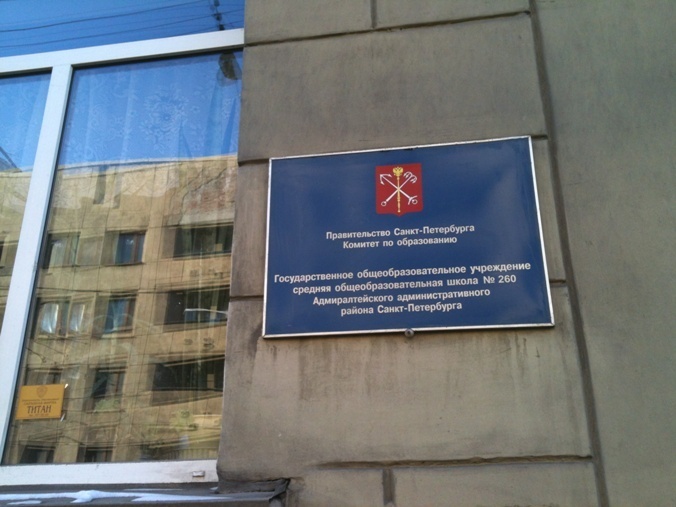 Правительство Санкт-Петербурга
Комитет по образованию
Государственное общеобразовательное учреждение
средняя общеобразовательная школа № 260
Адмиралтейского административного
района Санкт-Петербурга
ТИТАН